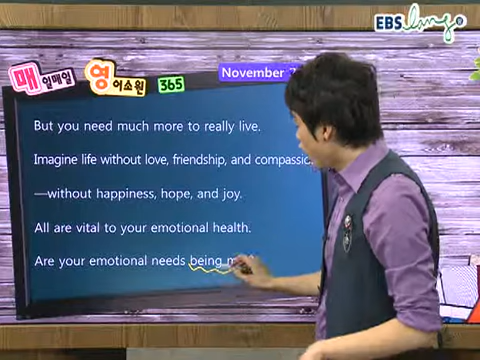 EBSlang
매일매일 영어소원 365
November
But you need much more to really live.
Imagine life without love, friendship, and
—without happiness, hope, and joy.
All are vital to your emotional health.
Are your emotional needs being